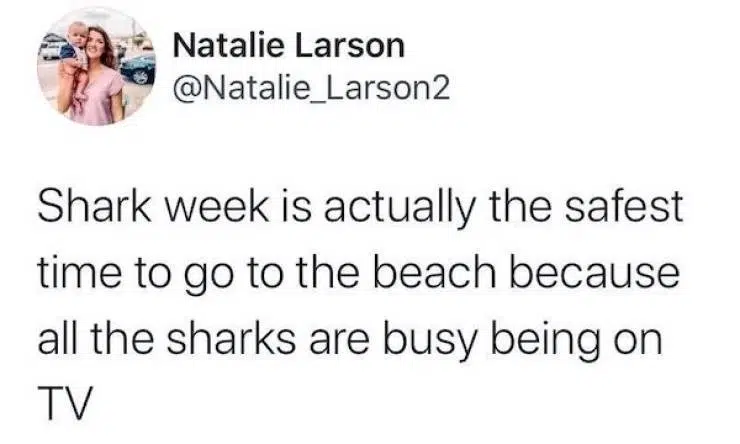 Natalie Larson
@Natalie_Larson2
Shark week is actually the safest
time to go to the beach because
all the sharks are busy being on
TV